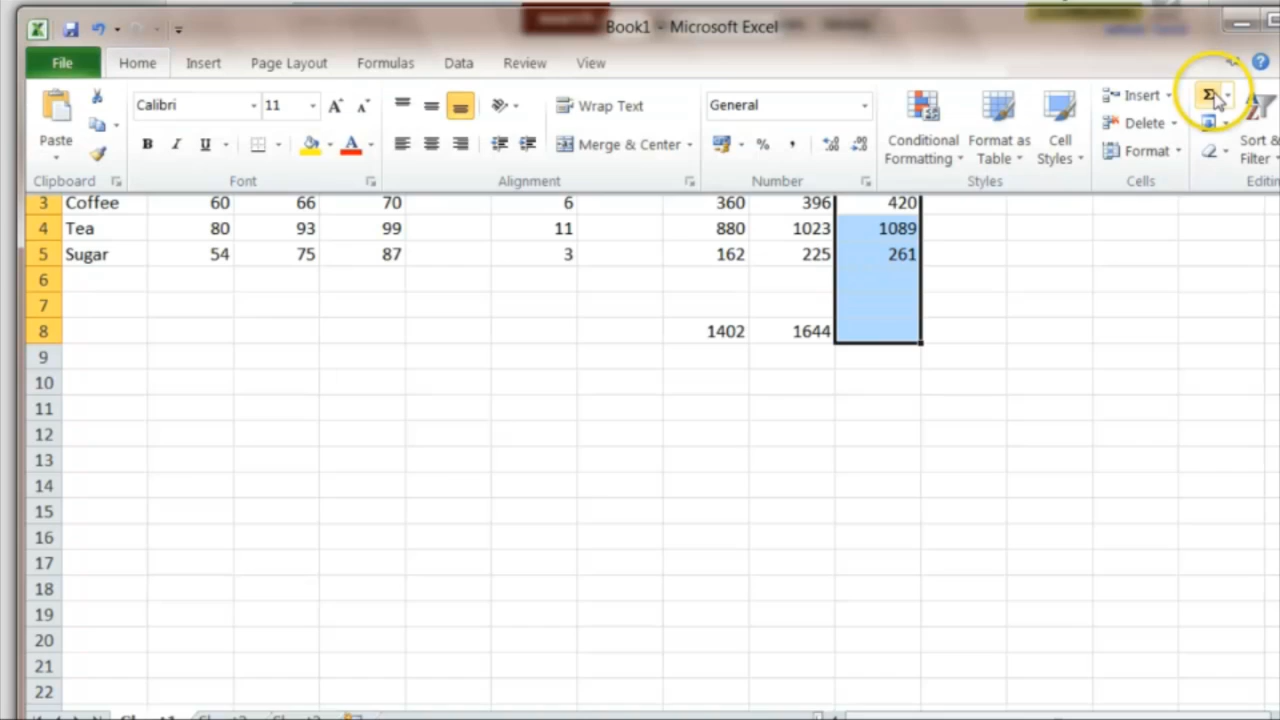 Book1 - Microsoft Excel
File Home Insert Page Layout Formulas Data Review View
Calibri 11 Wrap Text General Insert Σ
Delete
Paste B I U A Merge & Center % , Conditional Formatting Format as Table Cell Styles Format Sort & Filter
Clipboard Font Alignment Number Styles Cells
3 Coffee 60 66 70 6 360 396 420
4 Tea 80 93 99 11 880 1023 1089
5 Sugar 54 75 87 3 162 225 261
6
7
8 1402 1644
9
10
11
12
13
14
15
16
17
18
19
20
21
22